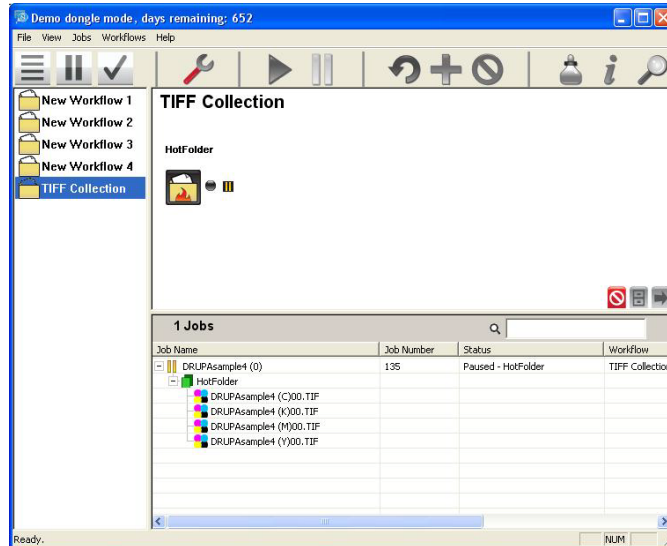 Demo dongle mode, days remaining: 652
File View Jobs Workflows Help
New Workflow 1
New Workflow 2
New Workflow 3
New Workflow 4
TIFF Collection
TIFF Collection
HotFolder
1 Jobs
Job Name Job Number Status Workflow
DRUPAsample4 (0) 135 Paused - HotFolder TIFF Collection
HotFolder
DRUPAsample4 (C)00.TIF
DRUPAsample4 (K)00.TIF
DRUPAsample4 (M)00.TIF
DRUPAsample4 (Y)00.TIF
Ready. NUM